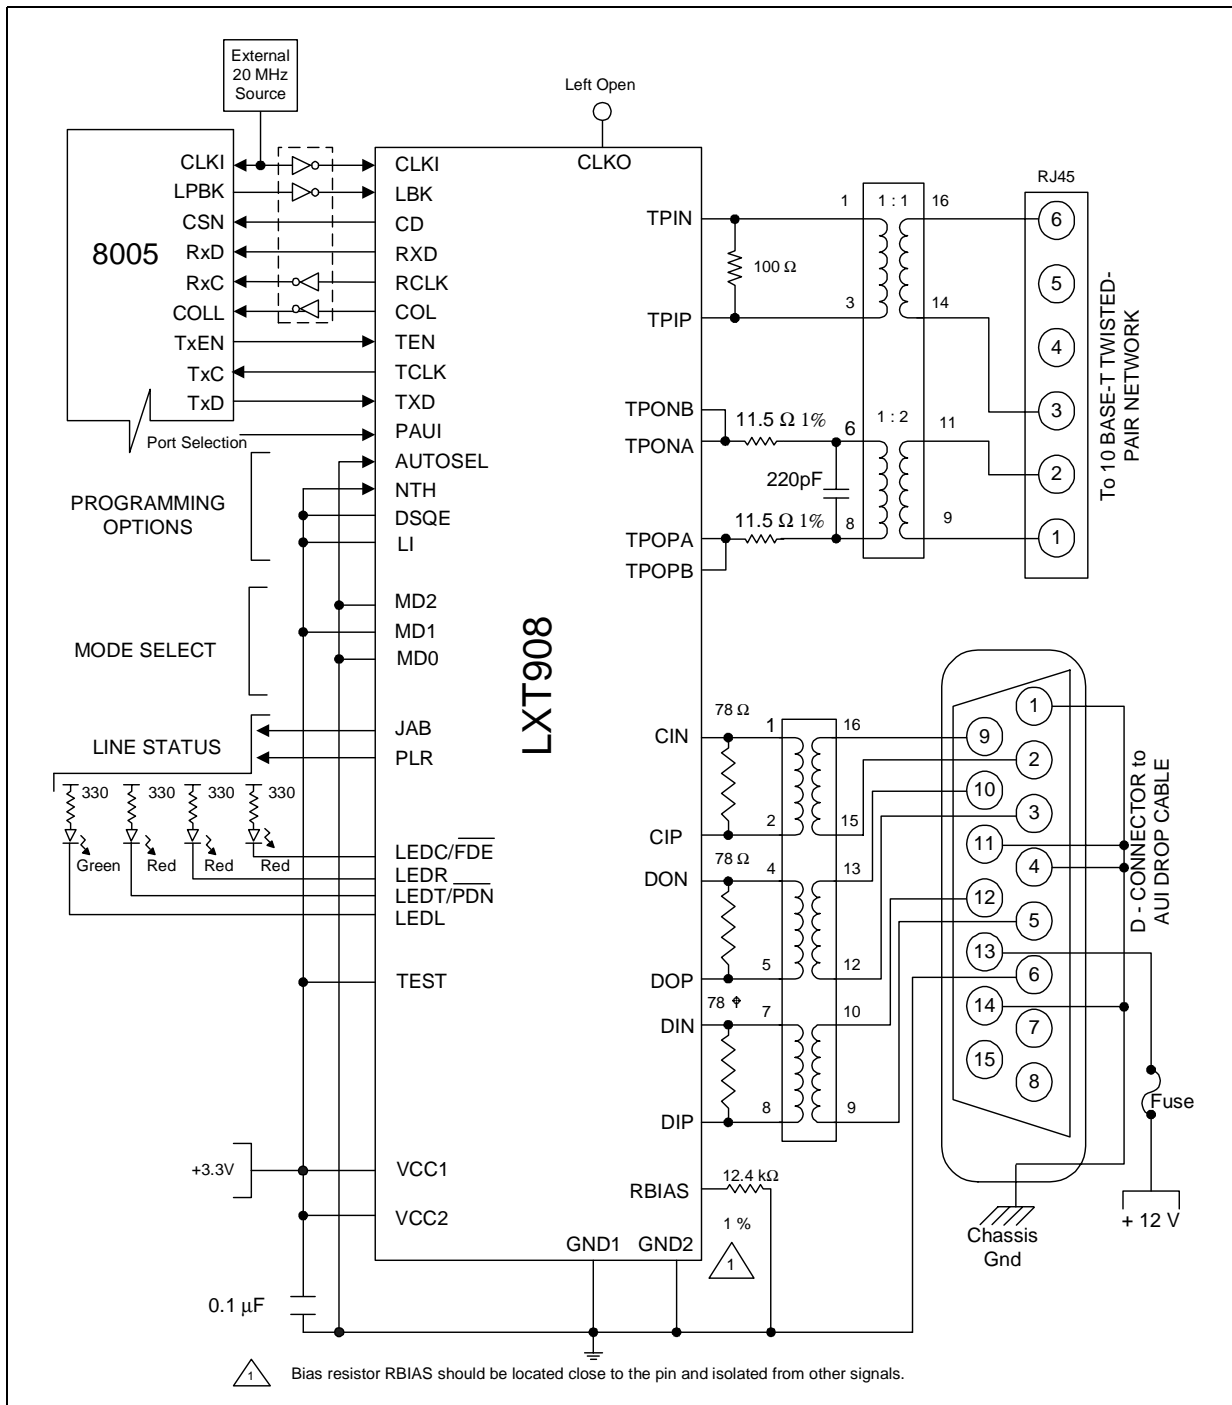 External
20 MHz
Source
Left Open
8005
CLKI
LPBK
CSN
RxD
RxC
COLL
TxEN
TxC
TxD
Port Selection
PROGRAMMING
OPTIONS
MODE SELECT
LINE STATUS
330
330
330
330
Green
Red
Red
Red
+3.3V
0.1 μF
LXT908
CLKO
CLKI
LBK
CD
RXD
RCLK
COL
TEN
TCLK
TXD
PAUI
AUTOSEL
NTH
DSQE
LI
MD2
MD1
MD0
JAB
PLR
LEDC/F̅D̅E̅
LEDR
LEDT/P̅D̅N̅
LEDL
TEST
VCC1
VCC2
GND1 GND2
TPIN
TPIP
TPONB
TPONA
TPOPA
TPOPB
CIN
CIP
DON
DOP
DIN
DIP
RBIAS
100 Ω
1 1 : 1 16
3 14
11.5 Ω 1%
220pF
11.5 Ω 1%
6 1 : 2 11
8 9
RJ45
6
5
4
3
2
1
To 10 BASE-T TWISTED-
PAIR NETWORK
78 Ω
1 16
2 15
78 Ω
4 13
5 12
78 ⌖
7 10
8 9
1
9
2
10
3
11
4
12
5
13
6
14
7
15
8
D - CONNECTOR to
AUI DROP CABLE
Fuse
+ 12 V
Chassis
Gnd
12.4 kΩ
1 %
1
1 Bias resistor RBIAS should be located close to the pin and isolated from other signals.